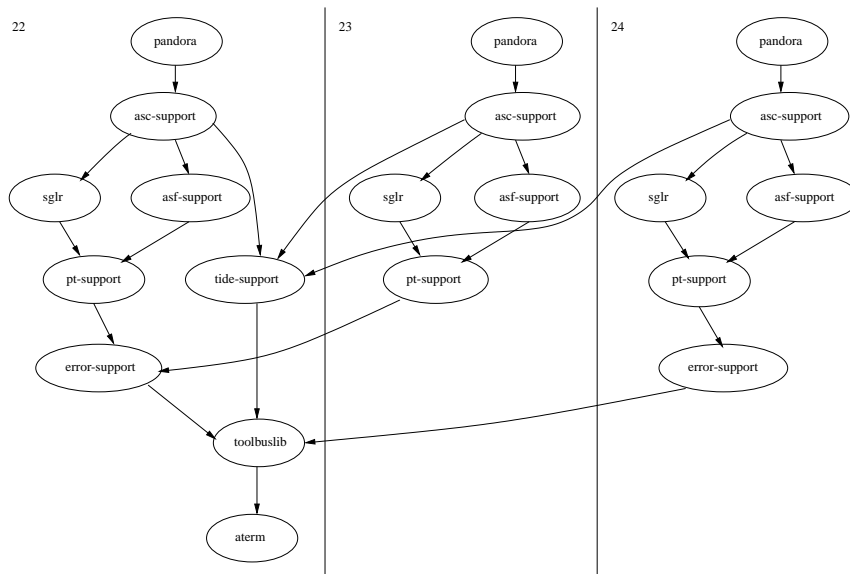 22
23
24
pandora
pandora
pandora
asc-support
asc-support
asc-support
sglr
asf-support
sglr
asf-support
sglr
asf-support
pt-support
tide-support
pt-support
pt-support
error-support
error-support
toolbuslib
aterm